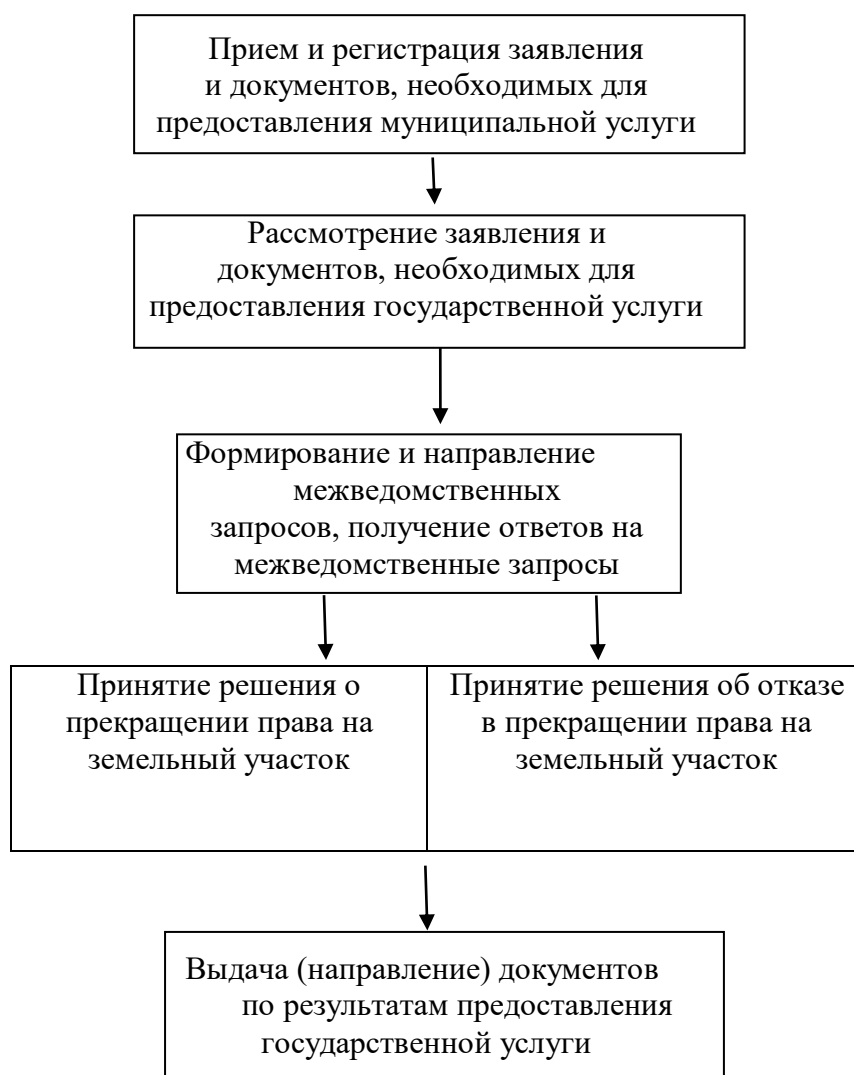 Прием и регистрация заявления
и документов, необходимых для
предоставления муниципальной услуги
Рассмотрение заявления и
документов, необходимых для
предоставления государственной услуги
Формирование и направление
межведомственных
запросов, получение ответов на
межведомственные запросы
Принятие решения о
прекращении права на
земельный участок
Принятие решения об отказе
в прекращении права на
земельный участок
Выдача (направление) документов
по результатам предоставления
государственной услуги